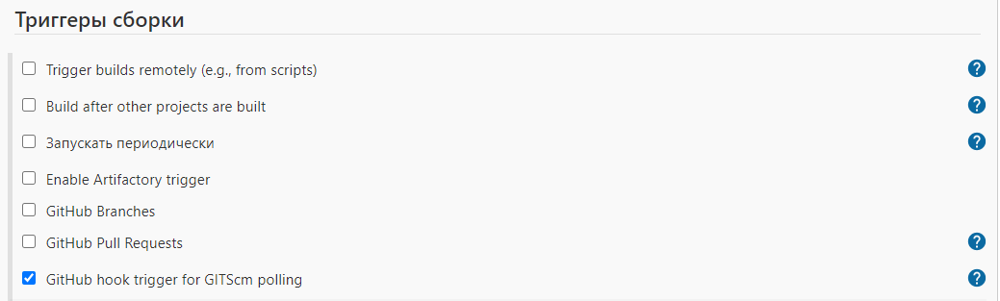 Триггеры сборки
Trigger builds remotely (e.g., from scripts) ?
Build after other projects are built ?
Запускать периодически ?
Enable Artifactory trigger
GitHub Branches
GitHub Pull Requests ?
GitHub hook trigger for GITScm polling ?